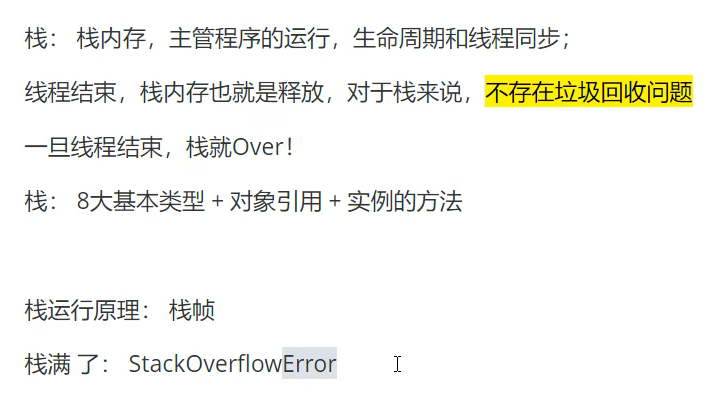 栈： 栈内存，主管程序的运行，生命周期和线程同步；
线程结束，栈内存也就是释放，对于栈来说，不存在垃圾回收问题
一旦线程结束，栈就Over！
栈： 8大基本类型 + 对象引用 + 实例的方法
栈运行原理： 栈帧
栈满 了： StackOverflowError